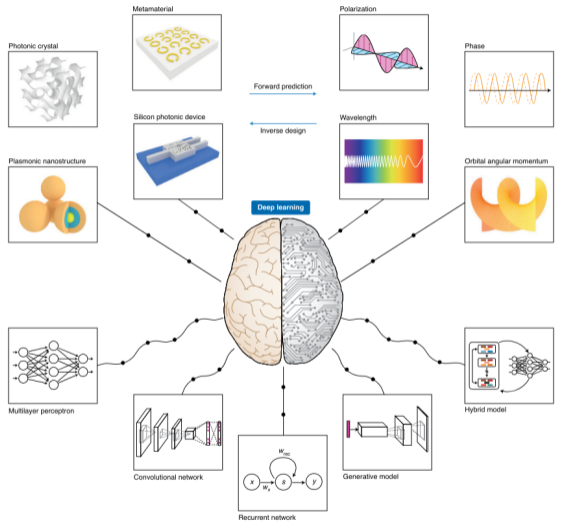 Metamaterial
Polarization
Photonic crystal
Phase
Forward prediction
Inverse design
Silicon photonic device
Wavelength
Plasmonic nanostructure
Orbital angular momentum
Deep learning
Multilayer perceptron
Hybrid model
Convolutional network
Generative model
W_rec
x
s
y
W_x
Recurrent network